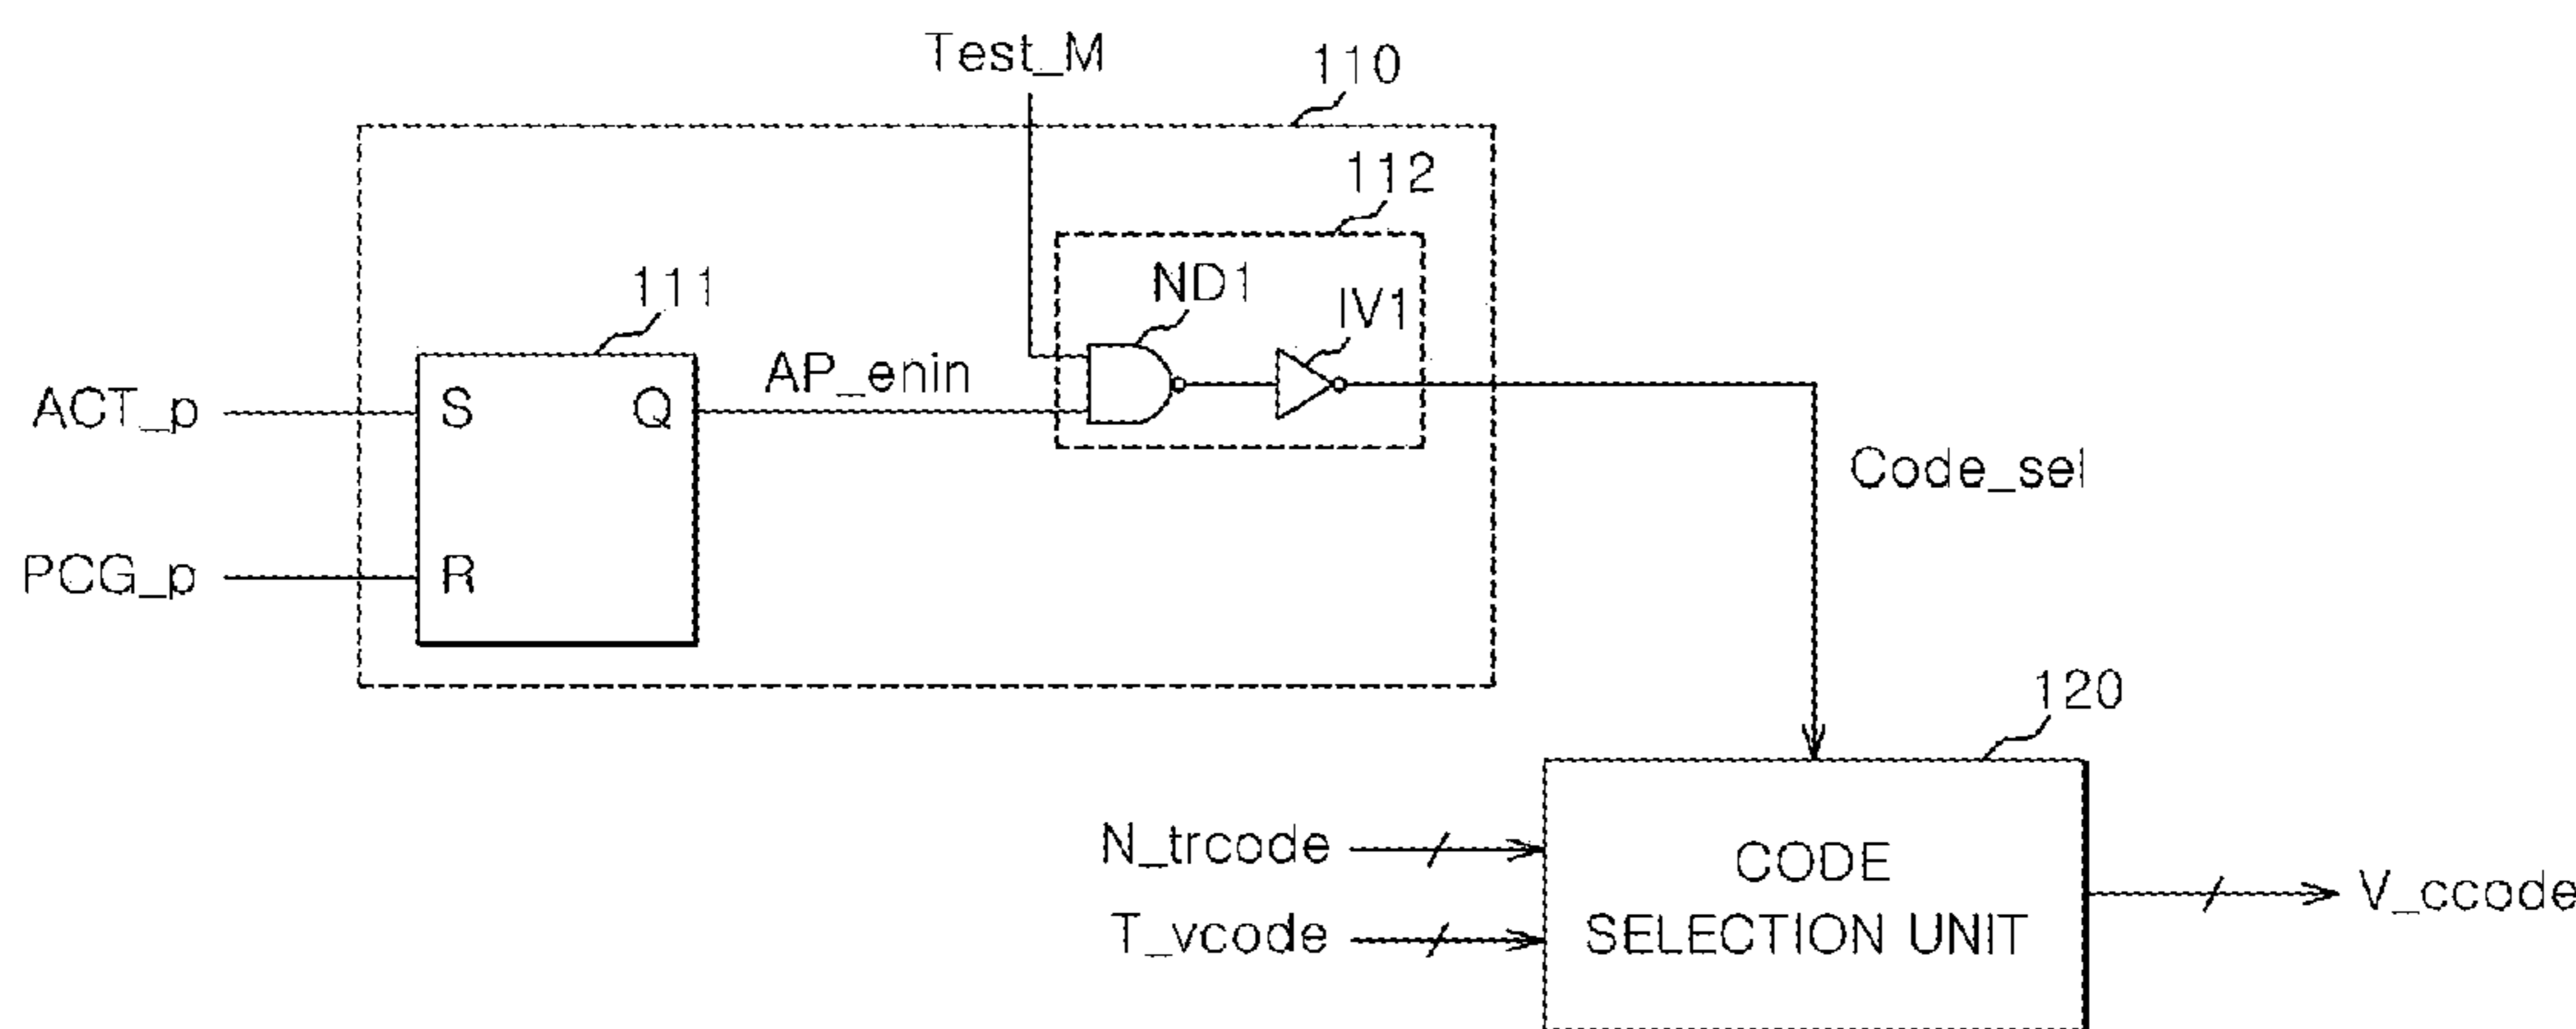 Test_M
110
112
ND1
IV1
111
AP_enin
ACT_p
S
Q
PCG_p
R
Code_sel
120
N_trcode
T_vcode
CODE
SELECTION UNIT
V_ccode